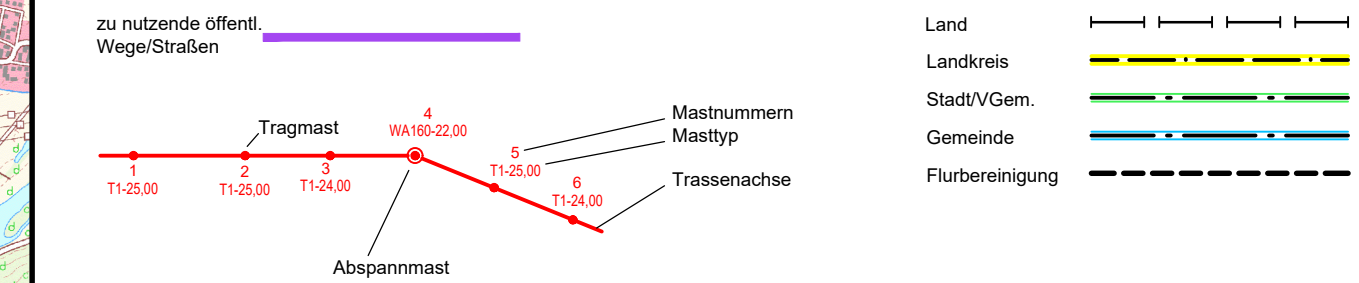 zu nutzende öffentl.
Wege/Straßen
Tragmast
4
WA160-22,00
Mastnummern
Masttyp
5
T1-25,00
1
T1-25,00
2
T1-25,00
3
T1-24,00
6
T1-24,00
Trassenachse
Abspannmast
Land
Landkreis
Stadt/VGem.
Gemeinde
Flurbereinigung